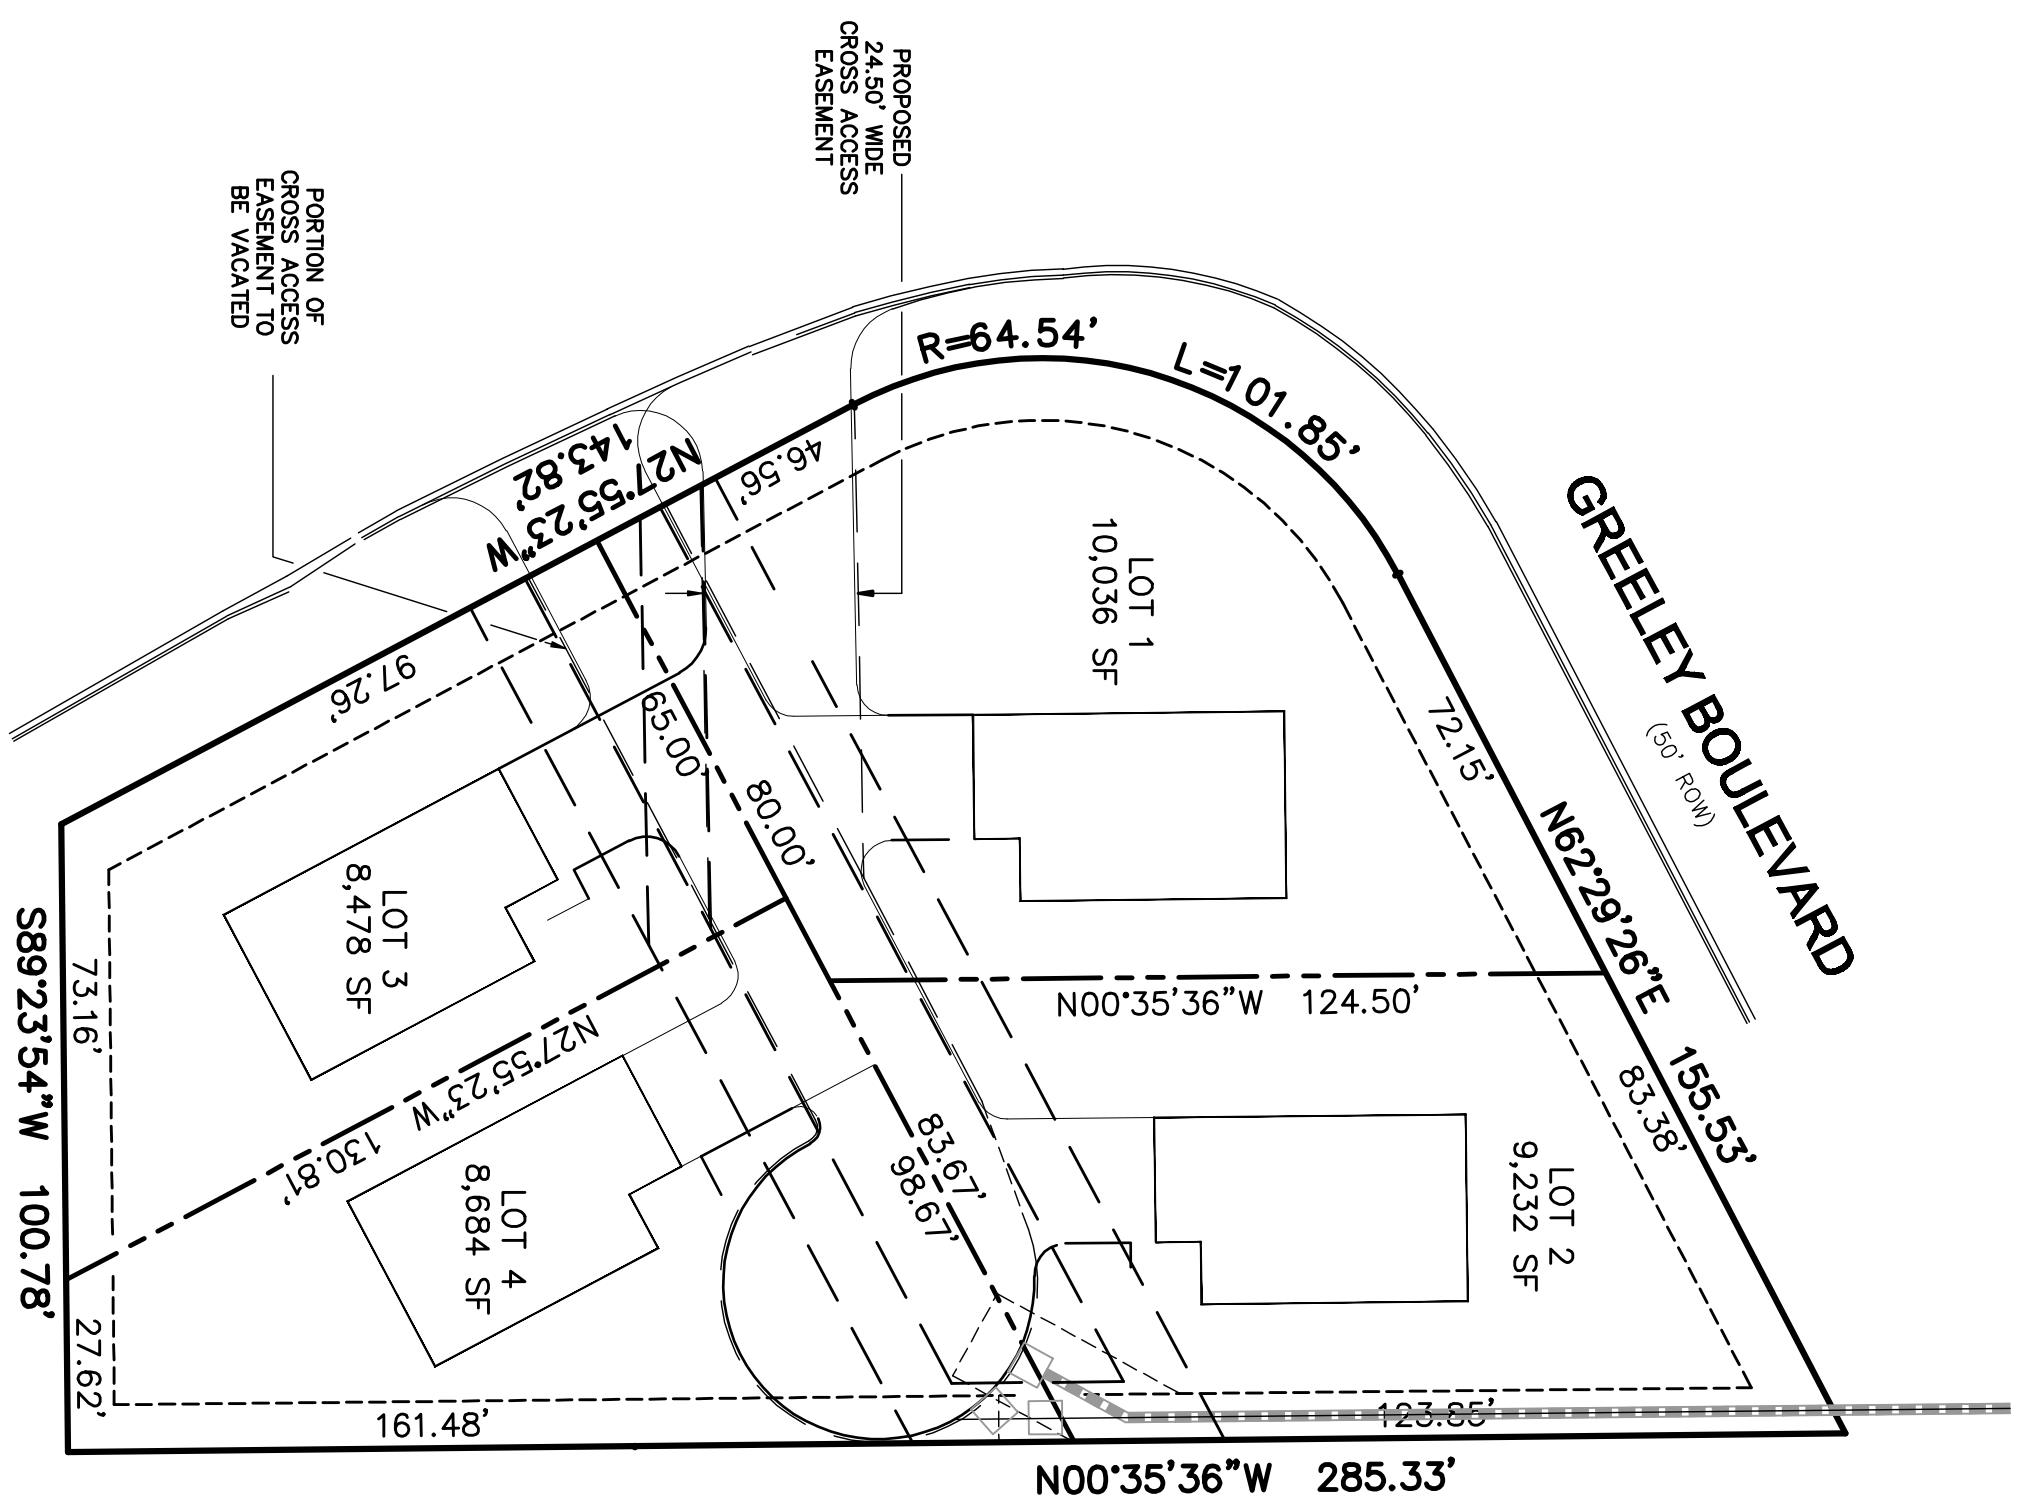 PROPOSED
24.50' WIDE
CROSS ACCESS
EASEMENT
PORTION OF
CROSS ACCESS
EASEMENT TO
BE VACATED
R=64.54'
L=101.85'
GREELEY BOULEVARD
(50' ROW)
N27°55'23"W
143.82'
46.56'
97.26'
LOT 1
10,036 SF
72.15'
N62°29'26"E 155.53'
83.38'
65.00'
80.00'
N00°35'36"W 124.50'
LOT 3
8,478 SF
S89°23'54"W 100.78'
73.16'
27.62'
N27°55'23"W 130.81'
LOT 4
8,684 SF
83.67'
98.67'
LOT 2
9,232 SF
161.48'
123.85'
N00°35'36"W 285.33'